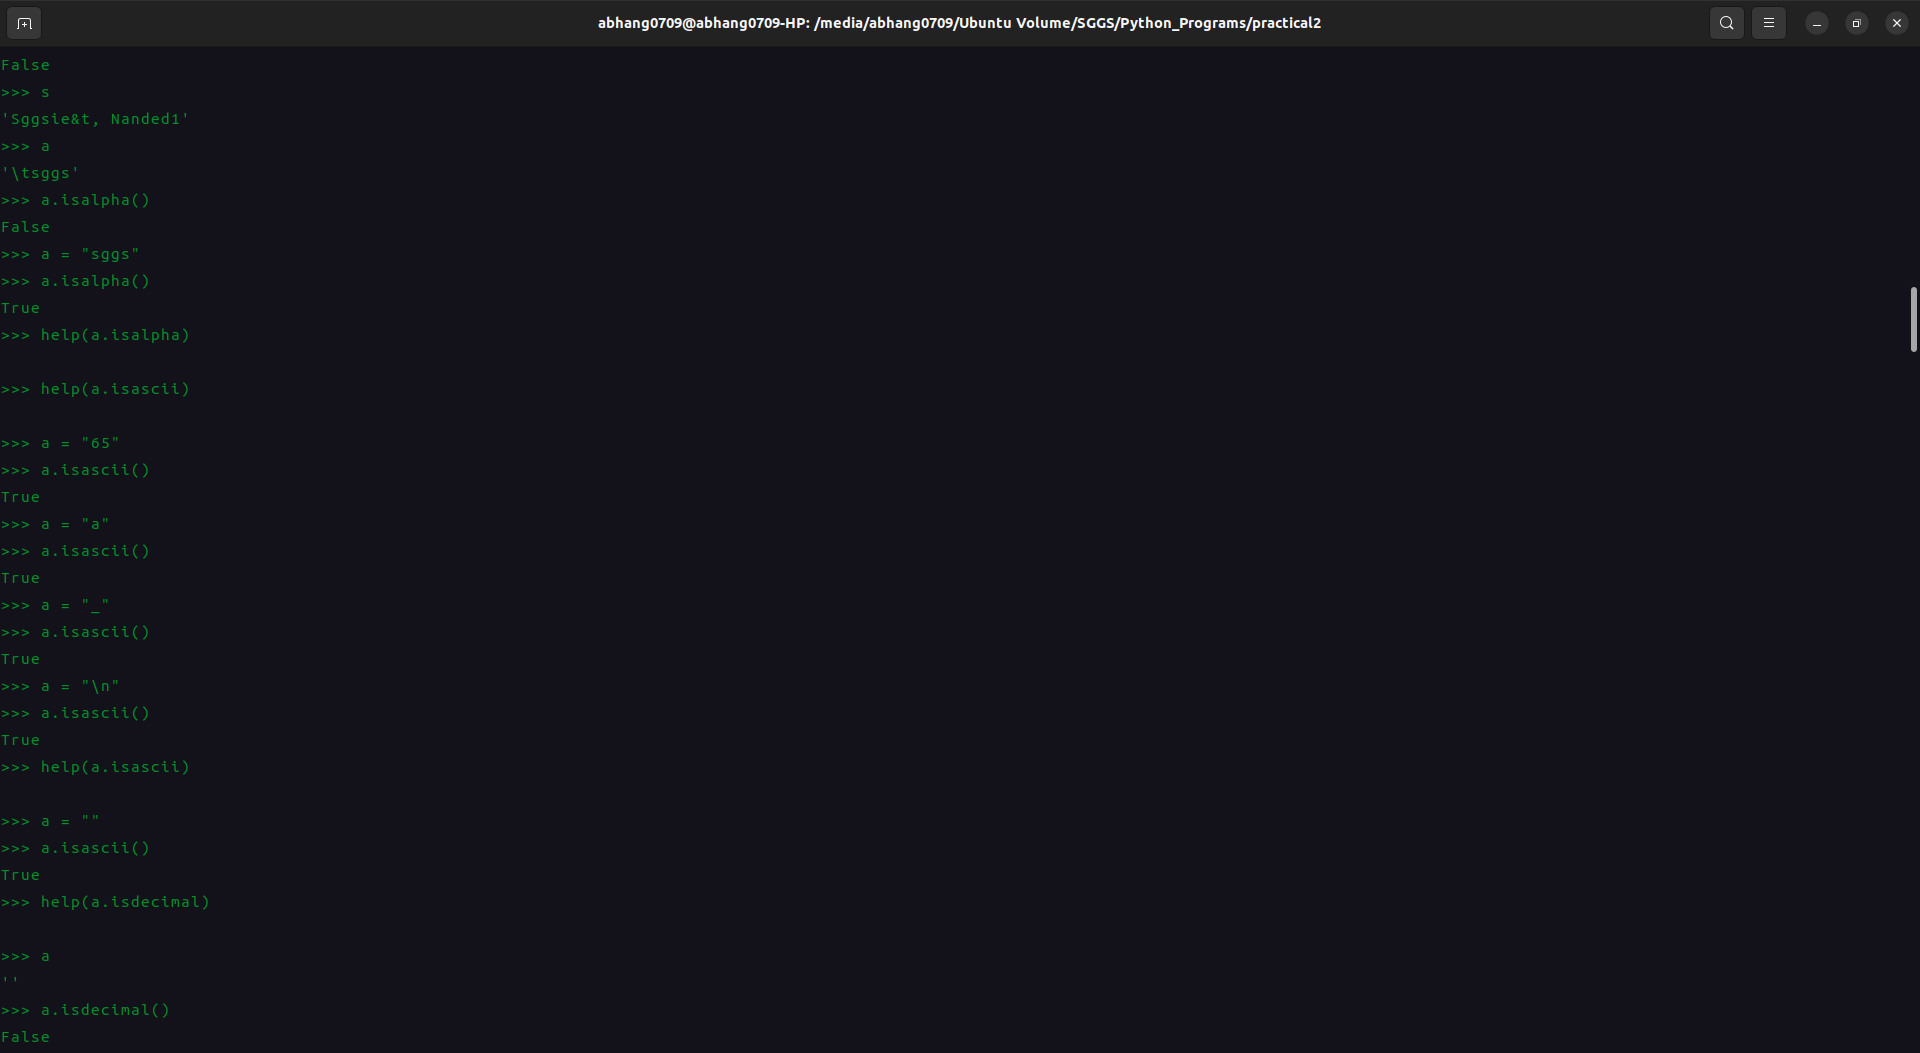 abhang0709@abhang0709-HP: /media/abhang0709/Ubuntu Volume/SGGS/Python_Programs/practical2
False
>>> s
'Sggsie&t, Nanded1'
>>> a
'\tsggs'
>>> a.isalpha()
False
>>> a = "sggs"
>>> a.isalpha()
True
>>> help(a.isalpha)

>>> help(a.isascii)

>>> a = "65"
>>> a.isascii()
True
>>> a = "a"
>>> a.isascii()
True
>>> a = "_"
>>> a.isascii()
True
>>> a = "\n"
>>> a.isascii()
True
>>> help(a.isascii)

>>> a = ""
>>> a.isascii()
True
>>> help(a.isdecimal)

>>> a
''
>>> a.isdecimal()
False